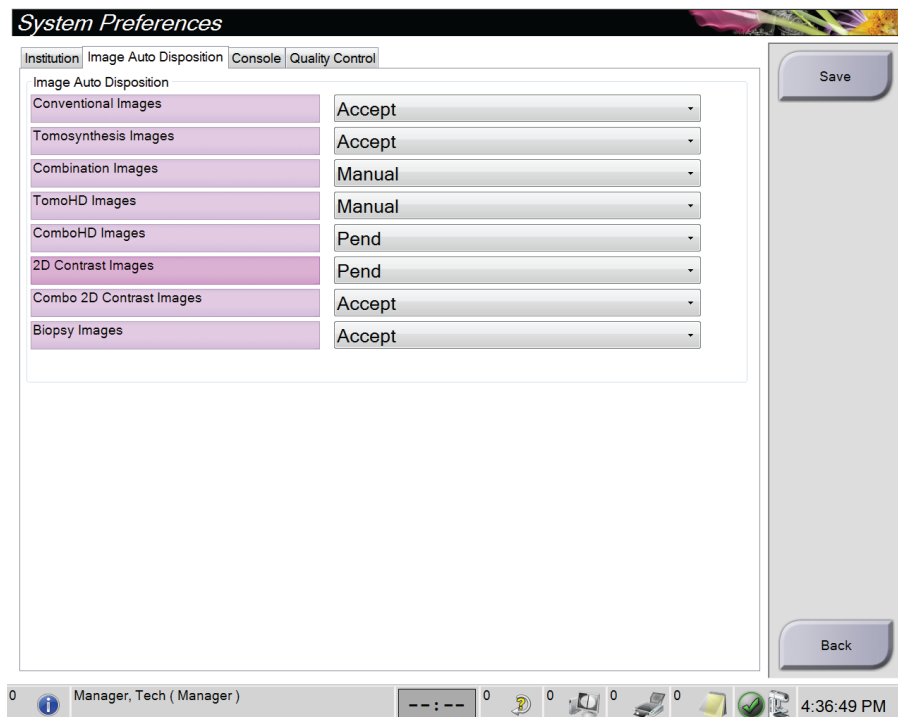 System Preferences
Institution Image Auto Disposition Console Quality Control
Save
Image Auto Disposition
Conventional Images Accept
Tomosynthesis Images Accept
Combination Images Manual
TomoHD Images Manual
ComboHD Images Pend
2D Contrast Images Pend
Combo 2D Contrast Images Accept
Biopsy Images Accept
Back
0 Manager, Tech ( Manager ) --:-- 0 0 0 0 4:36:49 PM